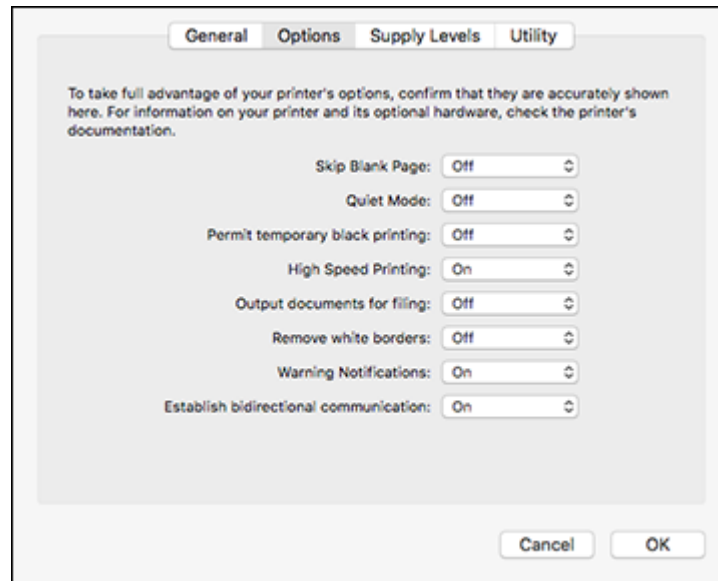 General Options Supply Levels Utility
To take full advantage of your printer's options, confirm that they are accurately shown
here. For information on your printer and its optional hardware, check the printer's
documentation.
Skip Blank Page: Off
Quiet Mode: Off
Permit temporary black printing: Off
High Speed Printing: On
Output documents for filing: Off
Remove white borders: Off
Warning Notifications: On
Establish bidirectional communication: On
Cancel OK